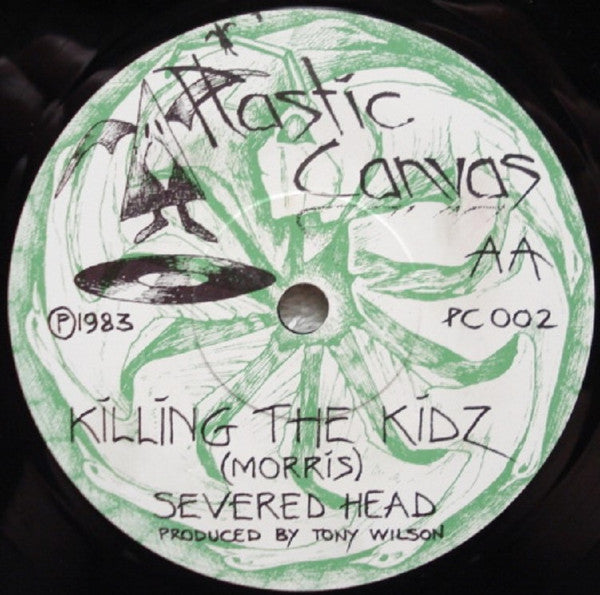 Plastic
Canvas
AA
℗1983
PC 002
KiLLiNG THE KiDZ
(MORRiS)
SEVERED HEAD
PRODUCED BY TONY WILSON